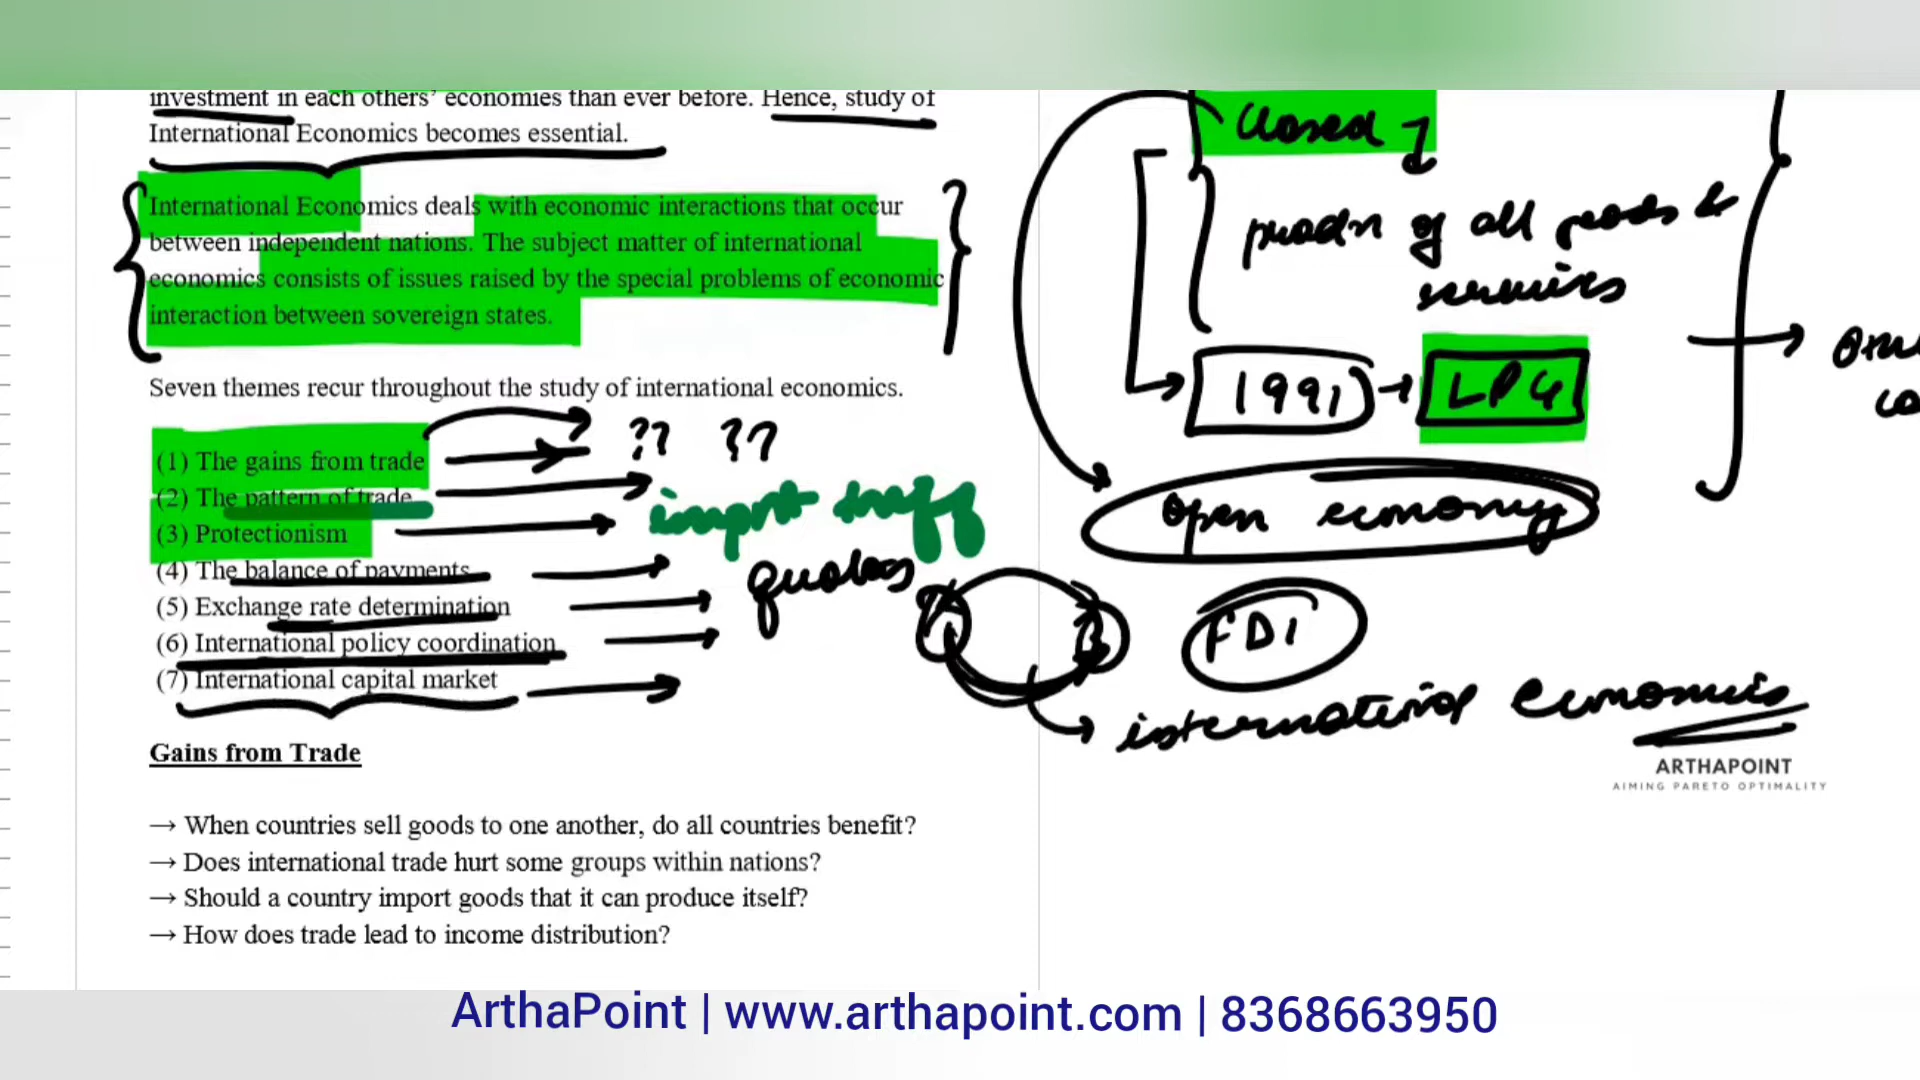 investment in each others' economies than ever before. Hence, study of
International Economics becomes essential.
International Economics deals with economic interactions that occur
between independent nations. The subject matter of international
economics consists of issues raised by the special problems of economic
interaction between sovereign states.
Seven themes recur throughout the study of international economics.
(1) The gains from trade
?? ??
(2) The pattern of trade
(3) Protectionism
import
(4) The balance of payments
quotas
(5) Exchange rate determination
(6) International policy coordination
(7) International capital market
Gains from Trade
→ When countries sell goods to one another, do all countries benefit?
→ Does international trade hurt some groups within nations?
→ Should a country import goods that it can produce itself?
→ How does trade lead to income distribution?
Closed
prodn of all goods &
services
1991 → LPG
open economy
FDI
international economics
ARTHAPOINT
AIMING PARETO OPTIMALITY
ArthaPoint | www.arthapoint.com | 8368663950